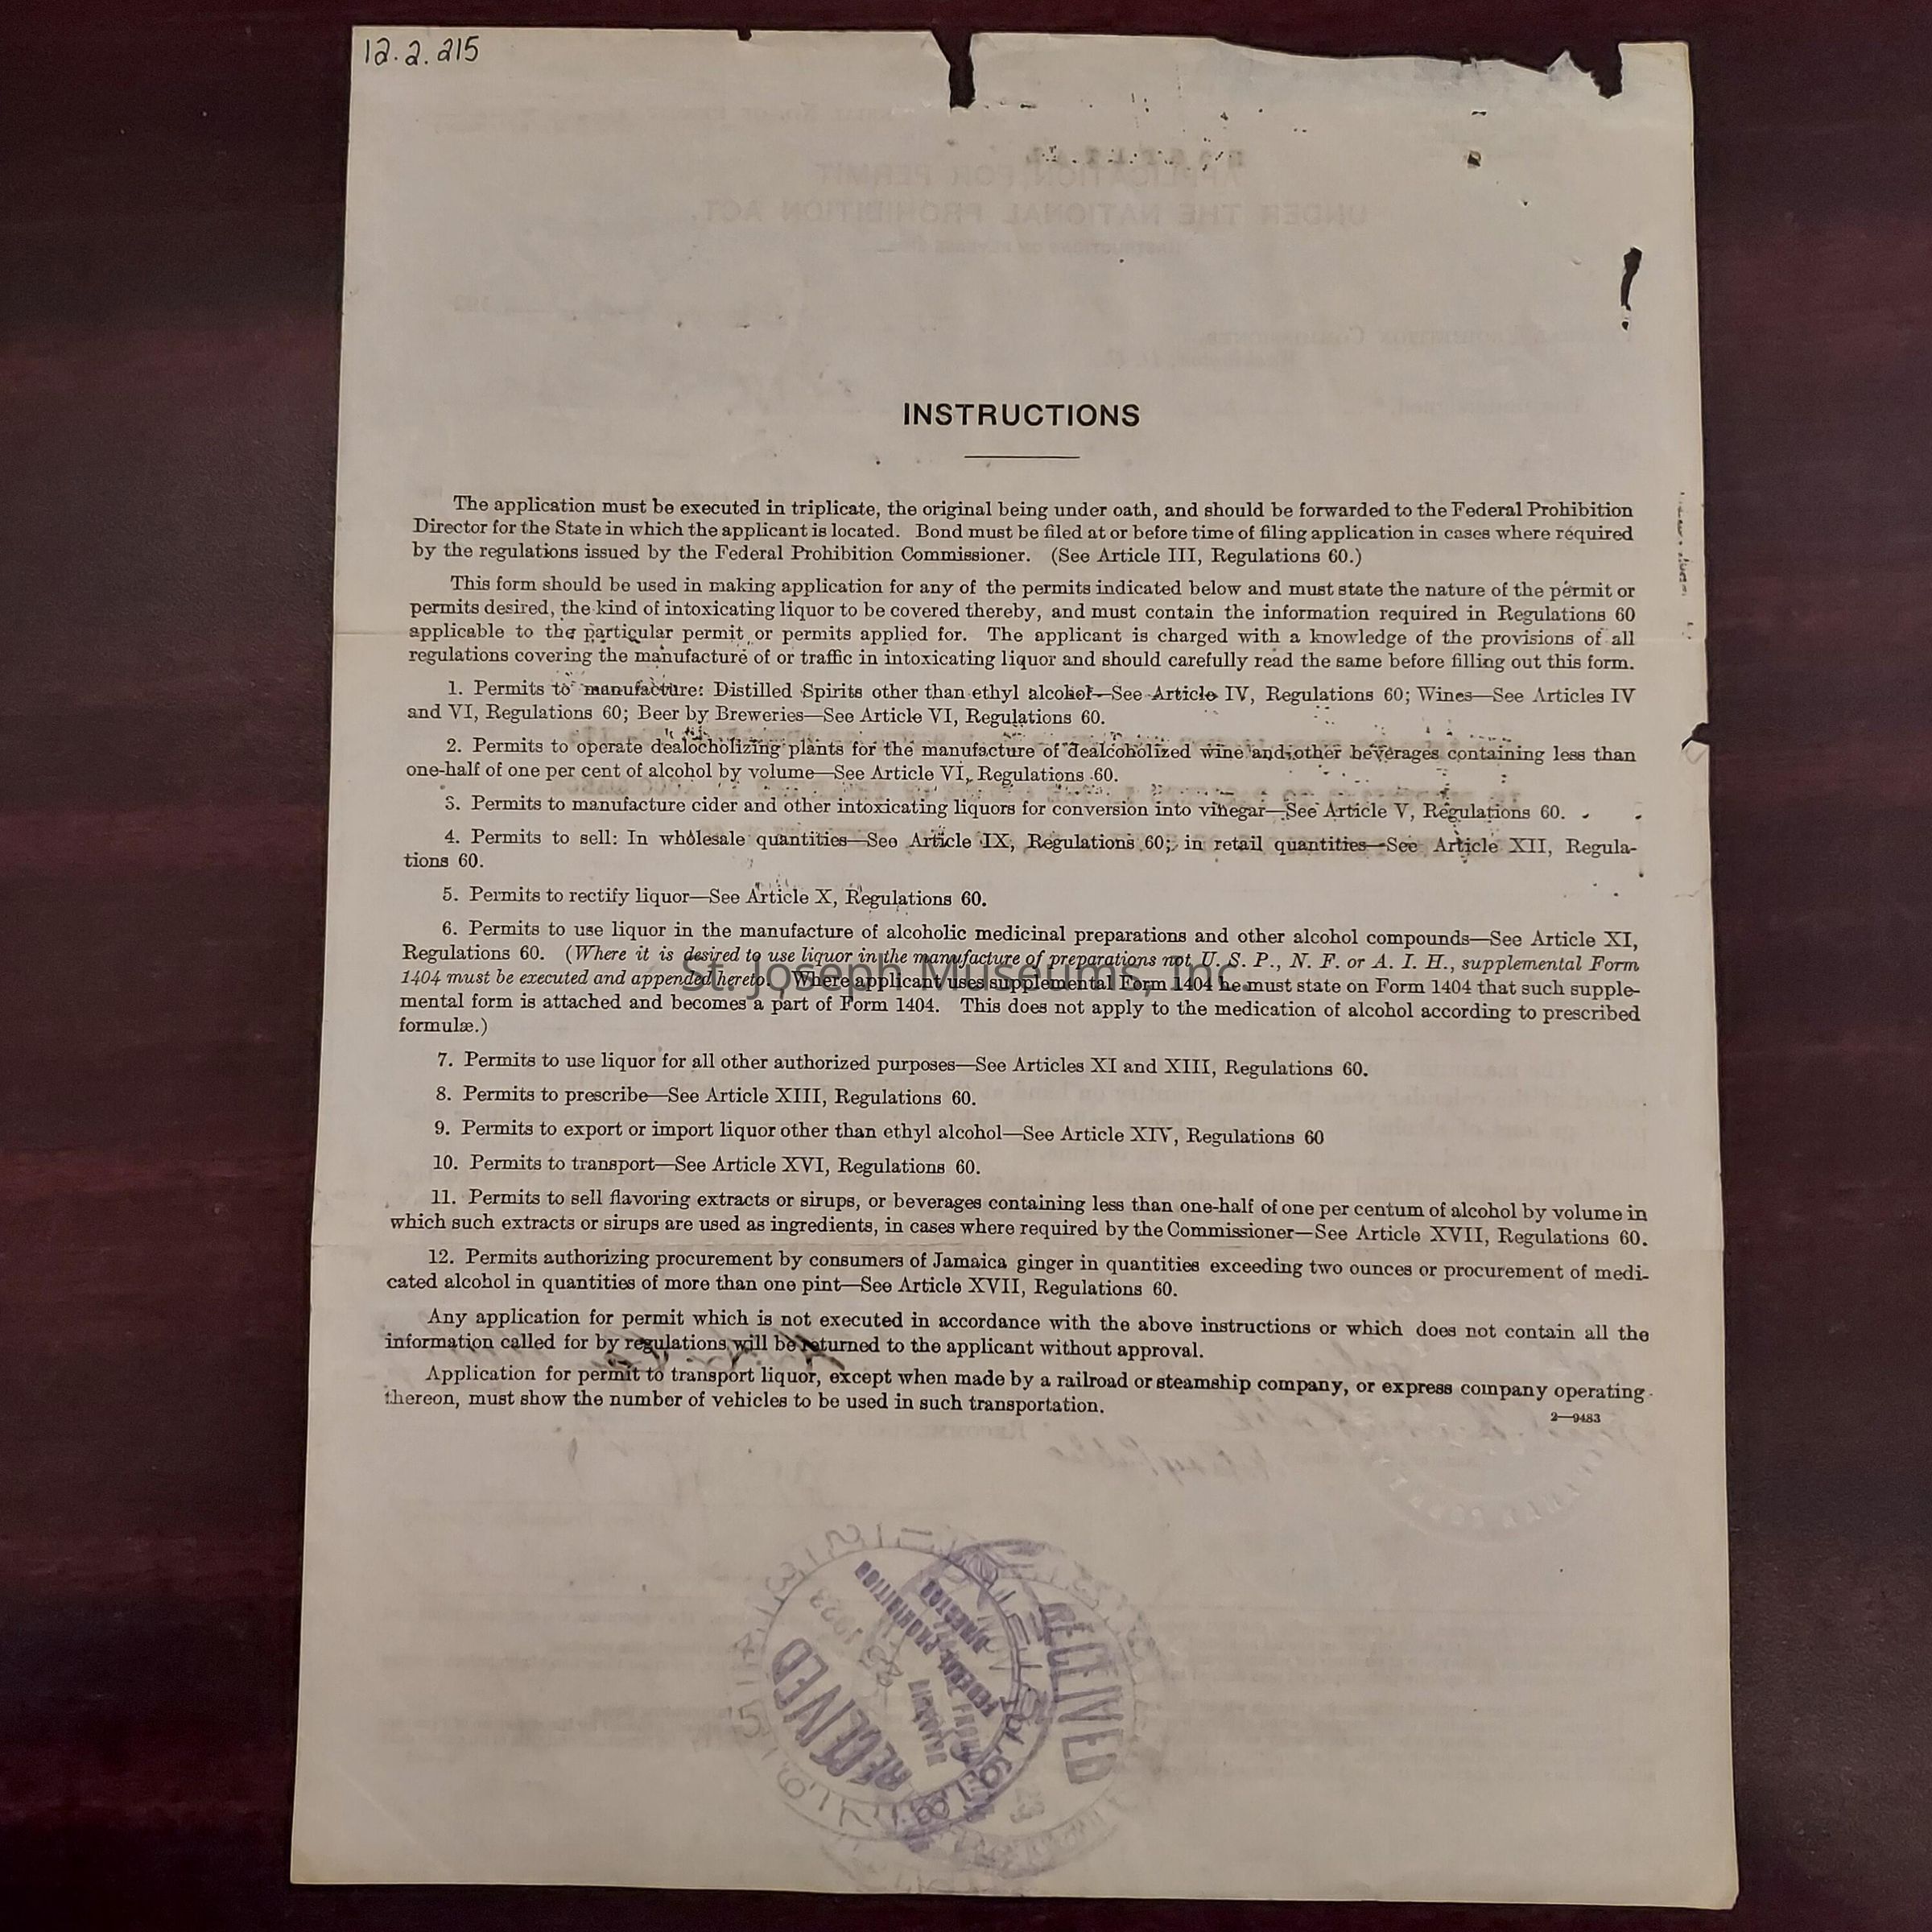 12.2.215
APPLICATION FOR PERMIT
UNDER THE NATIONAL PROHIBITION ACT.
INSTRUCTIONS
The application must be executed in triplicate, the original being under oath, and should be forwarded to the Federal Prohibition
Director for the State in which the applicant is located. Bond must be filed at or before time of filing application in cases where required
by the regulations issued by the Federal Prohibition Commissioner. (See Article III, Regulations 60.)
This form should be used in making application for any of the permits indicated below and must state the nature of the permit or
permits desired, the kind of intoxicating liquor to be covered thereby, and must contain the information required in Regulations 60
applicable to the particular permit or permits applied for. The applicant is charged with a knowledge of the provisions of all
regulations covering the manufacture of or traffic in intoxicating liquor and should carefully read the same before filling out this form.
1. Permits to manufacture: Distilled Spirits other than ethyl alcohol—See Article IV, Regulations 60; Wines—See Articles IV
and VI, Regulations 60; Beer by Breweries—See Article VI, Regulations 60.
2. Permits to operate dealocholizing plants for the manufacture of dealcoholized wine and other beverages containing less than
one-half of one per cent of alcohol by volume—See Article VI, Regulations 60.
3. Permits to manufacture cider and other intoxicating liquors for conversion into vinegar—See Article V, Regulations 60.
4. Permits to sell: In wholesale quantities—See Article IX, Regulations 60; in retail quantities—See Article XII, Regula-
tions 60.
5. Permits to rectify liquor—See Article X, Regulations 60.
6. Permits to use liquor in the manufacture of alcoholic medicinal preparations and other alcohol compounds—See Article XI,
Regulations 60. (Where it is desired to use liquor in the manufacture of preparations not U. S. P., N. F. or A. I. H., supplemental Form
1404 must be executed and appended hereto. Where applicant uses supplemental Form 1404 he must state on Form 1404 that such supple-
mental form is attached and becomes a part of Form 1404. This does not apply to the medication of alcohol according to prescribed
formulæ.)
St. Joseph Museums, Inc.
7. Permits to use liquor for all other authorized purposes—See Articles XI and XIII, Regulations 60.
8. Permits to prescribe—See Article XIII, Regulations 60.
9. Permits to export or import liquor other than ethyl alcohol—See Article XIV, Regulations 60
10. Permits to transport—See Article XVI, Regulations 60.
11. Permits to sell flavoring extracts or sirups, or beverages containing less than one-half of one per centum of alcohol by volume in
which such extracts or sirups are used as ingredients, in cases where required by the Commissioner—See Article XVII, Regulations 60.
12. Permits authorizing procurement by consumers of Jamaica ginger in quantities exceeding two ounces or procurement of medi-
cated alcohol in quantities of more than one pint—See Article XVII, Regulations 60.
Any application for permit which is not executed in accordance with the above instructions or which does not contain all the
information called for by regulations will be returned to the applicant without approval.
Application for permit to transport liquor, except when made by a railroad or steamship company, or express company operating
thereon, must show the number of vehicles to be used in such transportation.
2—9483
RECEIVED
1923
FEDERAL PROHIBITION
DIRECTOR
RECEIVED